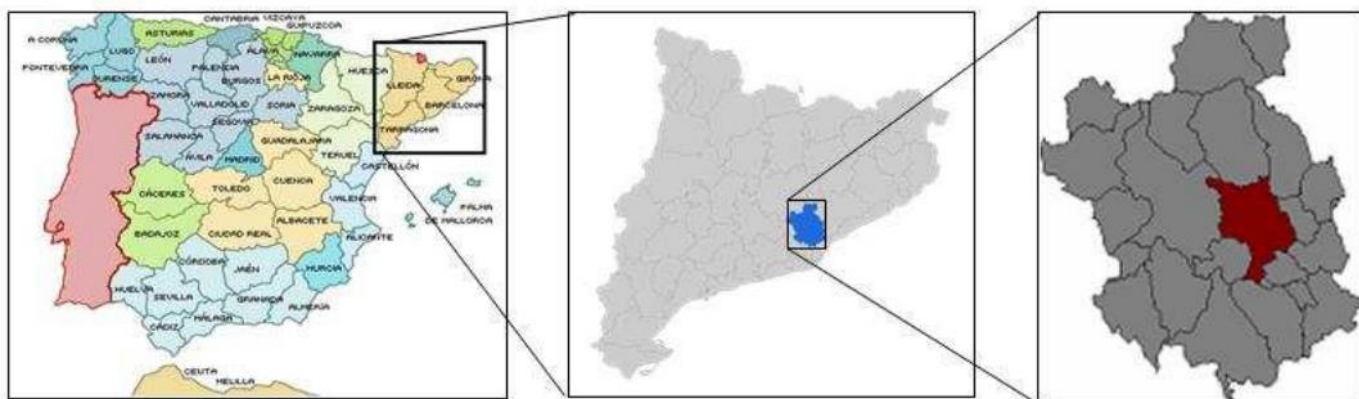 CANTABRIA
VIZCAYA
GUIPUZCOA
A CORUÑA
ASTURIAS
LUGO
ALAVA
NAVARRA
PONTEVEDRA
OURENSE
LEÓN
PALENCIA
BURGOS
LA RIOJA
HUESCA
LLEIDA
GIRONA
BARCELONA
ZAMORA
VALLADOLID
SORIA
ZARAGOZA
TARRAGONA
SEGOVIA
SALAMANCA
ÁVILA
GUADALAJARA
MADRID
TERUEL
CASTELLÓN
CÁCERES
TOLEDO
CUENCA
VALENCIA
PALMA
DE MALLORCA
BADAJOZ
CIUDAD REAL
ALBACETE
ALICANTE
CÓRDOBA
JAÉN
MURCIA
HUELVA
SEVILLA
GRANADA
ALMERÍA
MÁLAGA
CÁDIZ
CEUTA
MELILLA